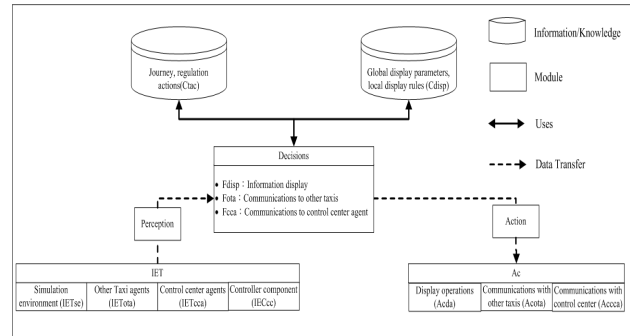 Journey, regulation
actions(Ctac)
Global display parameters,
local display rules (Cdisp)
Information/Knowledge
Module
Uses
Data Transfer
Decisions
• Fdisp：Information display
• Fota：Communications to other taxis
• Fcca：Communications to control center agent
Perception
Action
IET
Simulation
environment (IETse)
Other Taxi agents
(IETota)
Control center agents
(IETcca)
Controller component
(IECcc)
Ac
Display operations
(Acda)
Communications with
other taxis (Acota)
Communications with
control center (Accca)